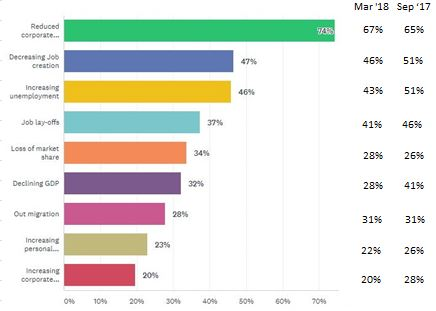 Mar '18 Sep '17
Reduced
corporate...
74%
67% 65%
Decreasing Job
creation
47%
46% 51%
Increasing
unemployment
46%
43% 51%
Job lay-offs
37%
41% 46%
Loss of market
share
34%
28% 26%
Declining GDP
32%
28% 41%
Out migration
28%
31% 31%
Increasing
personal...
23%
22% 26%
Increasing
corporate...
20%
20% 28%
0% 10% 20% 30% 40% 50% 60% 70%